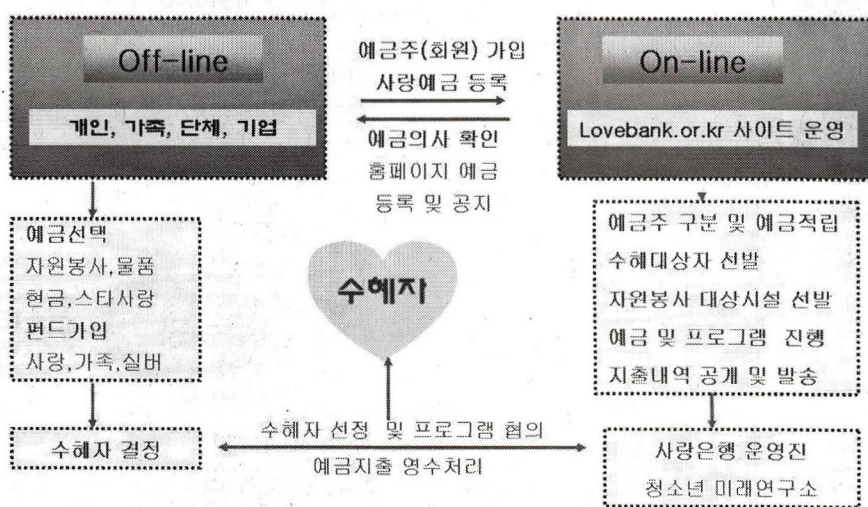 Off-line
개인, 가족, 단체, 기업
예금주(회원) 가입
사랑예금 등록
예금의사 확인
홈페이지 예금
등록 및 공지
On-line
Lovebank.or.kr 사이트 운영
예금선택
자원봉사,물품
현금,스타사랑
펀드가입
사랑,가족,실버
수혜자
예금주 구분 및 예금적립
수혜대상자 선발
자원봉사 대상시설 선발
예금 및 프로그램 진행
지출내역 공개 및 발송
수혜자 결정
수혜자 선정 및 프로그램 협의
예금지출 영수처리
사랑은행 운영진
청소년 미래연구소